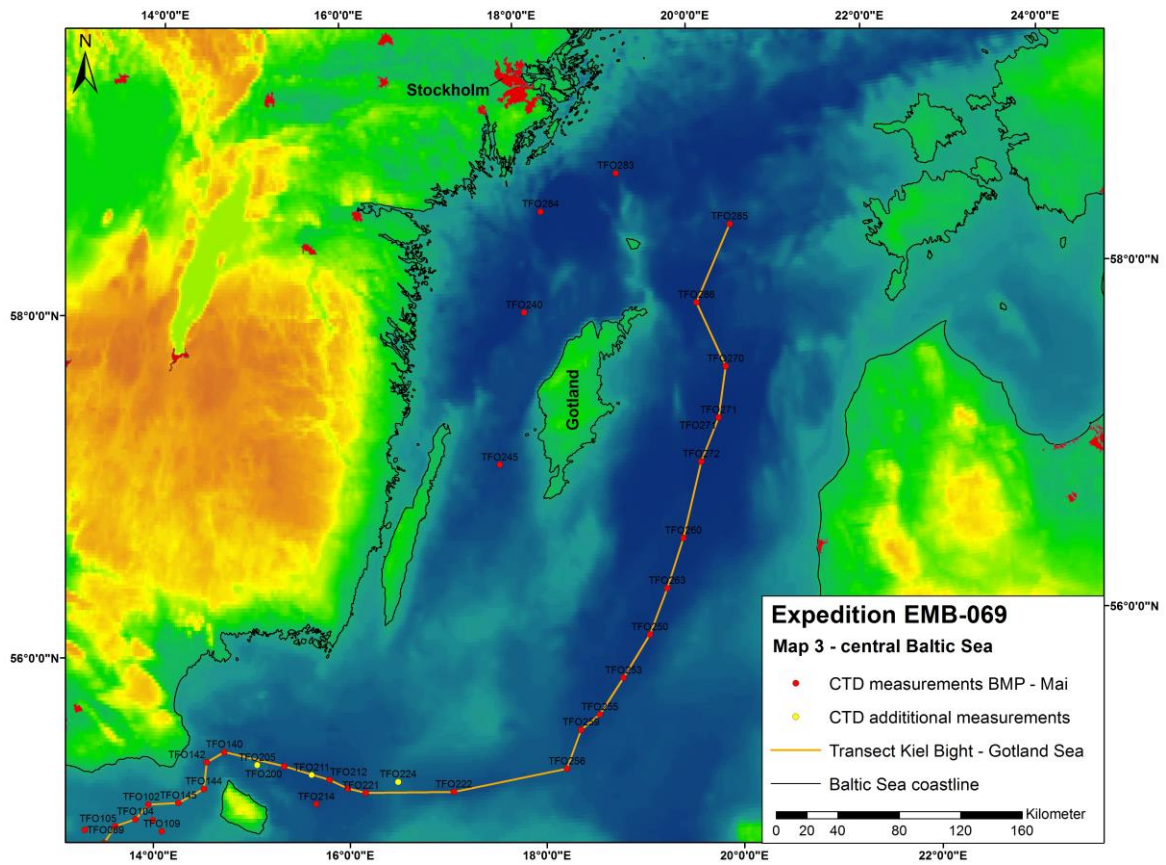 14°0'0"E 16°0'0"E 18°0'0"E 20°0'0"E 22°0'0"E 24°0'0"E
N
Stockholm
TFO283
TFO284
TFO285
58°0'0"N
TFO286
58°0'0"N
TFO240
TFO270
Gotland
TFO271
TFO272
TFO245
TFO260
TFO263
56°0'0"N
TFO250
56°0'0"N
TFO253
TFO255
TFO259
TFO140
TFO142
TFO205
TFO200
TFO211
TFO212
TFO256
TFO224
TFO144
TFO221
TFO222
TFO102
TFO145
TFO214
TFO105
TFO104
TFO109
Expedition EMB-069
Map 3 - central Baltic Sea
CTD measurements BMP - Mai
CTD addititional measurements
Transect Kiel Bight - Gotland Sea
Baltic Sea coastline
Kilometer
0 20 40 80 120 160
14°0'0"E 16°0'0"E 18°0'0"E 20°0'0"E 22°0'0"E